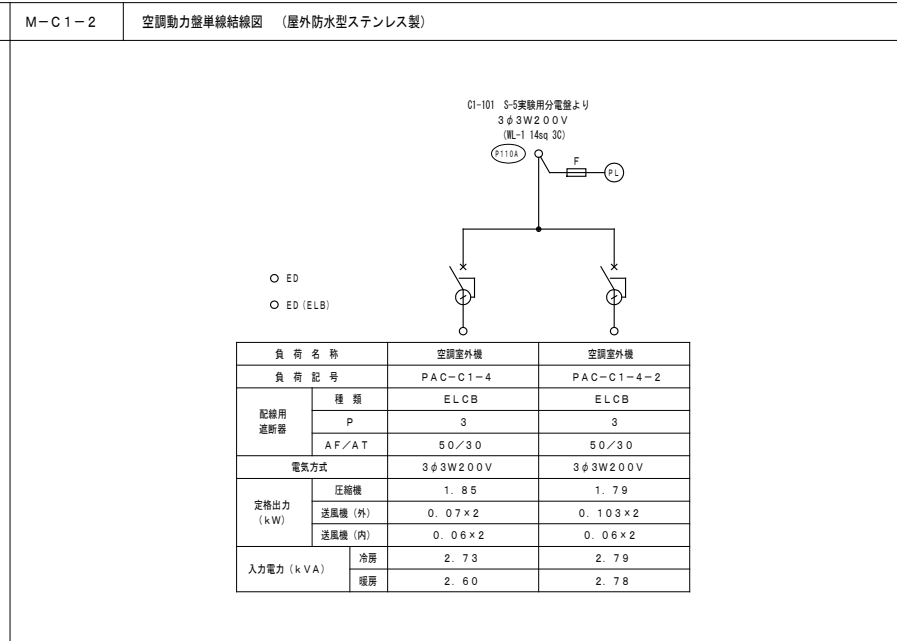 M-C1-2 空調動力盤単線結線図 (屋外防水型ステンレス製)
C1-101 S-5実験用分電盤より
3φ3W200V
(WL-1 14sq 3C)
P110A
F
PL
ED
ED(ELB)
負荷名称 空調室外機 空調室外機
負荷記号 PAC-C1-4 PAC-C1-4-2
配線用
遮断器
種類 ELCB ELCB
P 3 3
AF/AT 50/30 50/30
電気方式 3φ3W200V 3φ3W200V
定格出力
(kW)
圧縮機 1.85 1.79
送風機(外) 0.07×2 0.103×2
送風機(内) 0.06×2 0.06×2
入力電力(kVA)
冷房 2.73 2.79
暖房 2.60 2.78